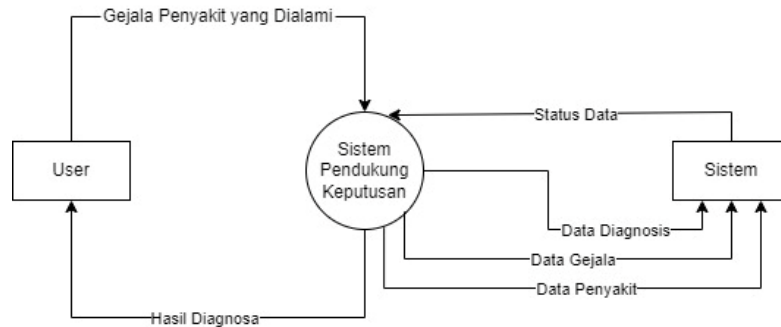 Gejala Penyakit yang Dialami
Status Data
User
Sistem
Pendukung
Keputusan
Sistem
Data Diagnosis
Data Gejala
Data Penyakit
Hasil Diagnosa